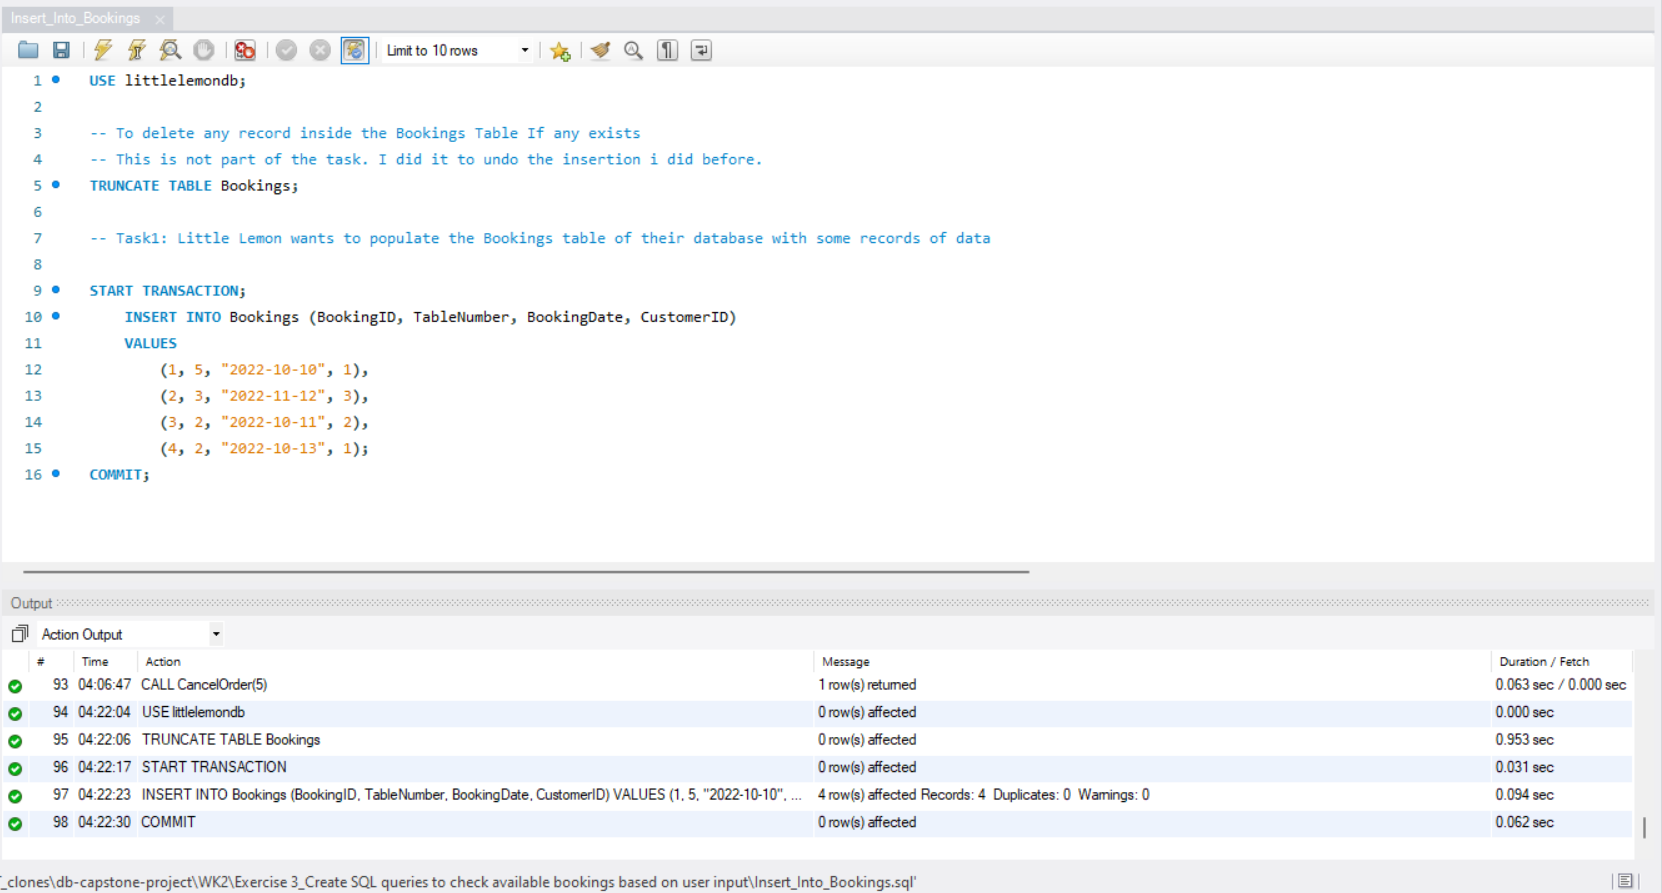 Insert_Into_Bookings
Limit to 10 rows
1 USE littlelemondb;
2
3 -- To delete any record inside the Bookings Table If any exists
4 -- This is not part of the task. I did it to undo the insertion i did before.
5 TRUNCATE TABLE Bookings;
6
7 -- Task1: Little Lemon wants to populate the Bookings table of their database with some records of data
8
9 START TRANSACTION;
10 INSERT INTO Bookings (BookingID, TableNumber, BookingDate, CustomerID)
11 VALUES
12 (1, 5, "2022-10-10", 1),
13 (2, 3, "2022-11-12", 3),
14 (3, 2, "2022-10-11", 2),
15 (4, 2, "2022-10-13", 1);
16 COMMIT;
Output
Action Output
# Time Action Message Duration / Fetch
93 04:06:47 CALL CancelOrder(5) 1 row(s) returned 0.063 sec / 0.000 sec
94 04:22:04 USE littlelemondb 0 row(s) affected 0.000 sec
95 04:22:06 TRUNCATE TABLE Bookings 0 row(s) affected 0.953 sec
96 04:22:17 START TRANSACTION 0 row(s) affected 0.031 sec
97 04:22:23 INSERT INTO Bookings (BookingID, TableNumber, BookingDate, CustomerID) VALUES (1, 5, "2022-10-10", ... 4 row(s) affected Records: 4 Duplicates: 0 Warnings: 0 0.094 sec
98 04:22:30 COMMIT 0 row(s) affected 0.062 sec
_clones\db-capstone-project\WK2\Exercise 3_Create SQL queries to check available bookings based on user input\Insert_Into_Bookings.sql'